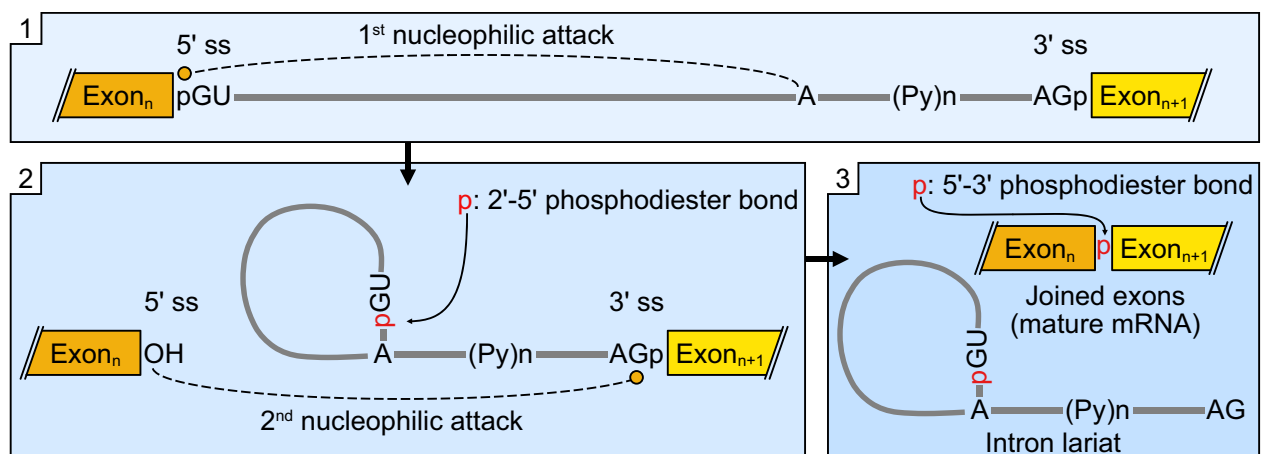 1
1st nucleophilic attack
5' ss
3' ss
Exonn pGU A (Py)n AGp Exonn+1
2
p: 2'-5' phosphodiester bond
pGU
5' ss
3' ss
Exonn OH A (Py)n AGp Exonn+1
2nd nucleophilic attack
3
p: 5'-3' phosphodiester bond
Exonn p Exonn+1
Joined exons
(mature mRNA)
pGU
A (Py)n AG
Intron lariat